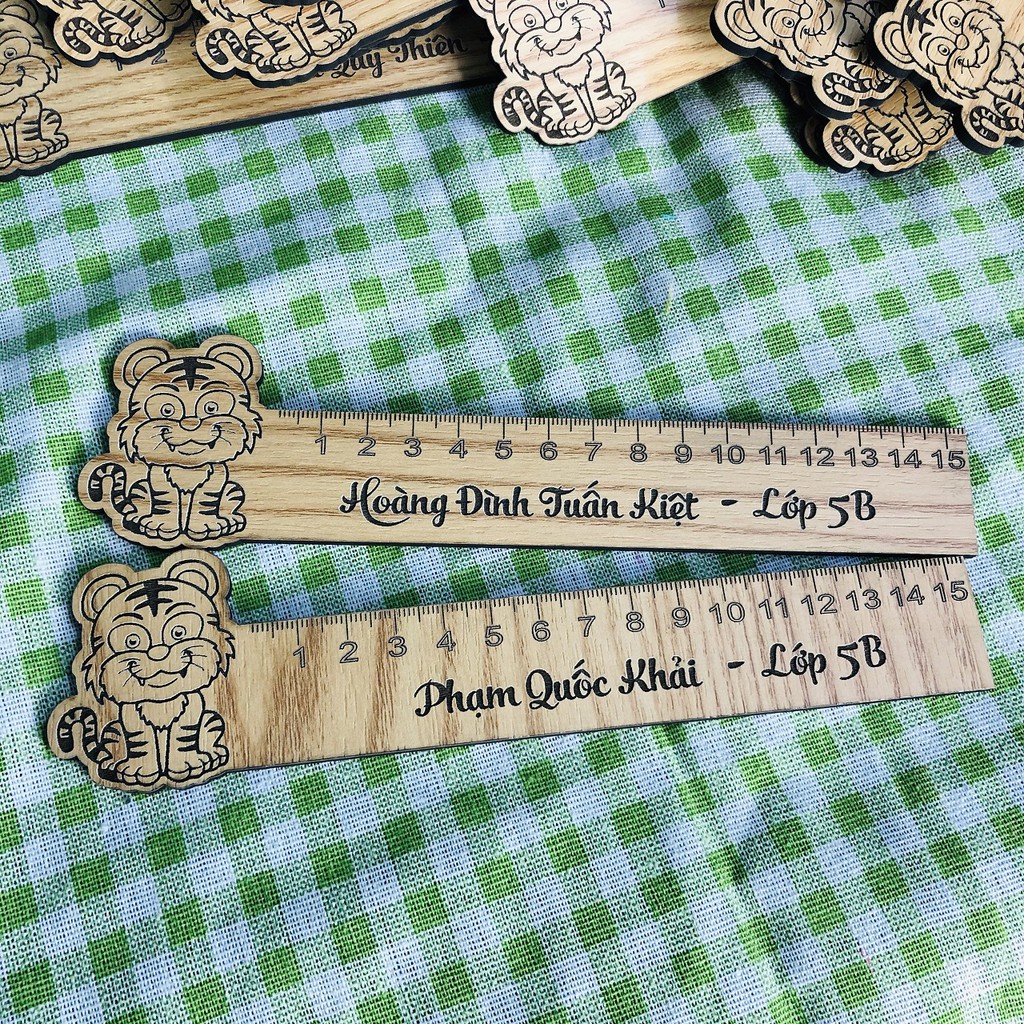 Quý Thiên
1 2 3 4 5 6 7 8 9 10 11 12 13 14 15
Hoàng Đình Tuấn Kiệt - Lớp 5B
1 2 3 4 5 6 7 8 9 10 11 12 13 14 15
Phạm Quốc Khải - Lớp 5B